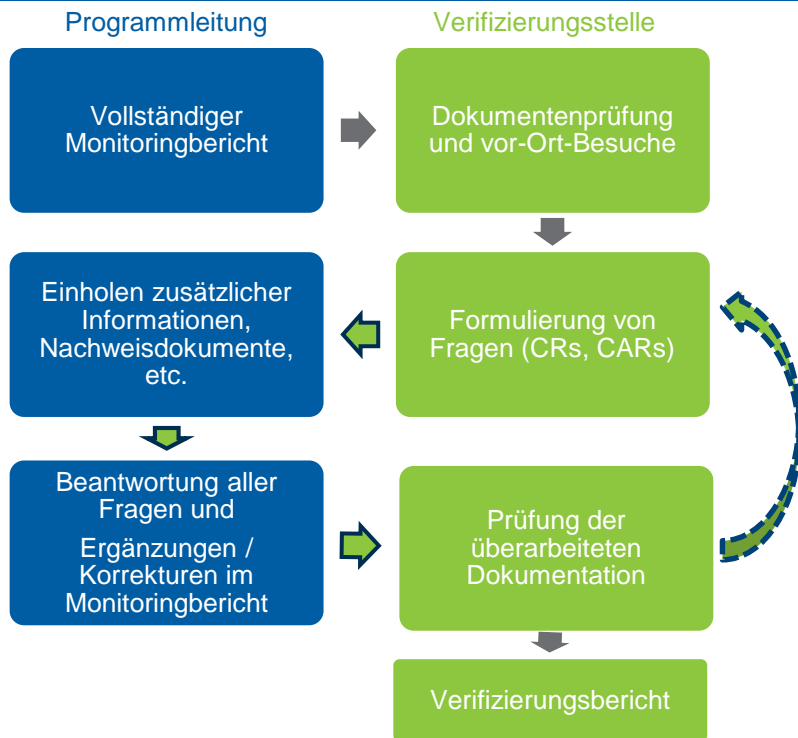 Programmleitung
Verifizierungsstelle
Vollständiger
Monitoringbericht
Dokumentenprüfung
und vor-Ort-Besuche
Einholen zusätzlicher
Informationen,
Nachweisdokumente,
etc.
Formulierung von
Fragen (CRs, CARs)
Beantwortung aller
Fragen und
Ergänzungen /
Korrekturen im
Monitoringbericht
Prüfung der
überarbeiteten
Dokumentation
Verifizierungsbericht